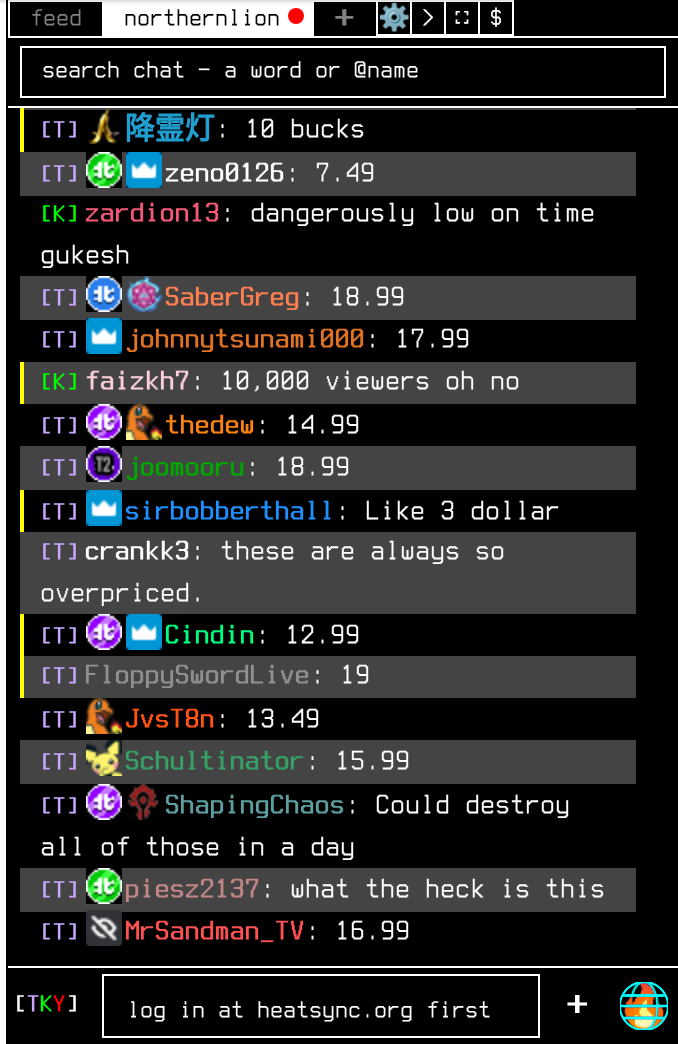 feed northernlion + > $
search chat - a word or @name
[T] 降霊灯: 10 bucks
[T] zeno0126: 7.49
[K] zardion13: dangerously low on time
gukesh
[T] SaberGreg: 18.99
[T] johnnytsunami000: 17.99
[K] faizkh7: 10,000 viewers oh no
[T] thedew: 14.99
[T] T2 joomooru: 18.99
[T] sirbobberthall: Like 3 dollar
[T] crankk3: these are always so
overpriced.
[T] Cindin: 12.99
[T] FloppySwordLive: 19
[T] JvsT8n: 13.49
[T] Schultinator: 15.99
[T] ShapingChaos: Could destroy
all of those in a day
[T] piesz2137: what the heck is this
[T] MrSandman_TV: 16.99
[TKY] log in at heatsync.org first +